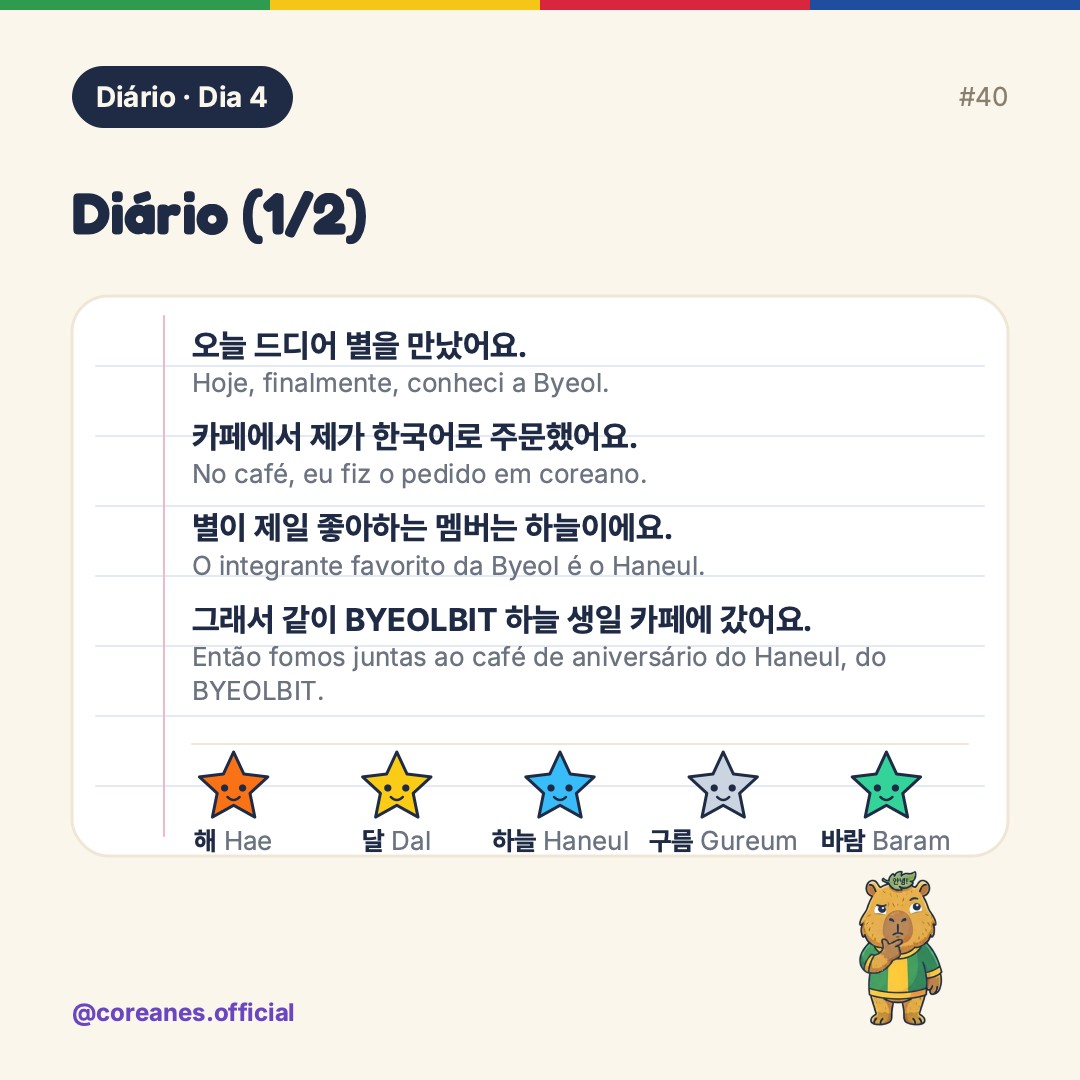 Diário · Dia 4
#40
Diário (1/2)
오늘 드디어 별을 만났어요.
Hoje, finalmente, conheci a Byeol.
카페에서 제가 한국어로 주문했어요.
No café, eu fiz o pedido em coreano.
별이 제일 좋아하는 멤버는 하늘이에요.
O integrante favorito da Byeol é o Haneul.
그래서 같이 BYEOLBIT 하늘 생일 카페에 갔어요.
Então fomos juntas ao café de aniversário do Haneul, do
BYEOLBIT.
해 Hae
달 Dal
하늘 Haneul
구름 Gureum
바람 Baram
안녕!
@coreanes.official